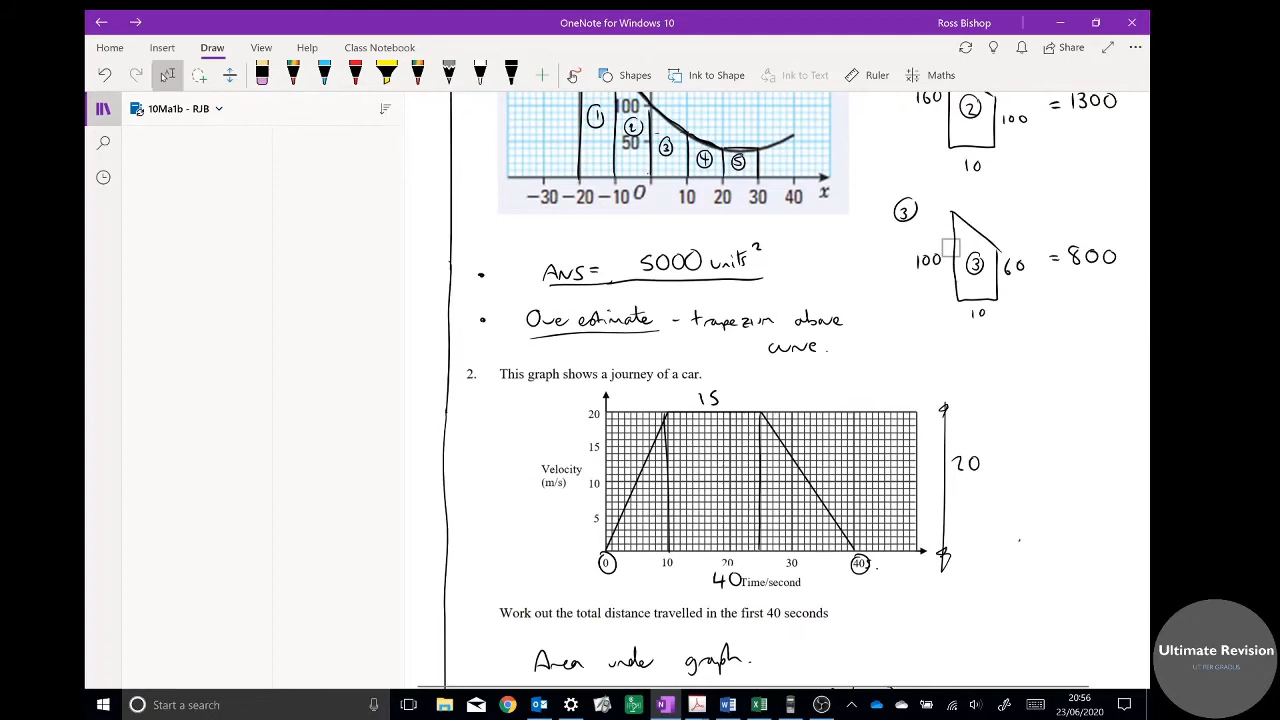 OneNote for Windows 10
Ross Bishop
Home Insert Draw View Help Class Notebook
Share
Shapes Ink to Shape Ink to Text Ruler Maths
10Ma1b - RJB
100
50
1 2 3 4 5
-30 -20 -10 O 10 20 30 40 x
160 2 100 = 1300
10
3
100 3 60 = 800
10
• Ans = 5000 units²
• Over estimate - trapezium above
curve.
2. This graph shows a journey of a car.
15
20
15
Velocity
(m/s)
10
5
20
0 10 20 30 40 s.
40 Time/second
Work out the total distance travelled in the first 40 seconds
Area under graph.
Ultimate Revision
UT PER GRADUS
Start a search
20:56
23/06/2020